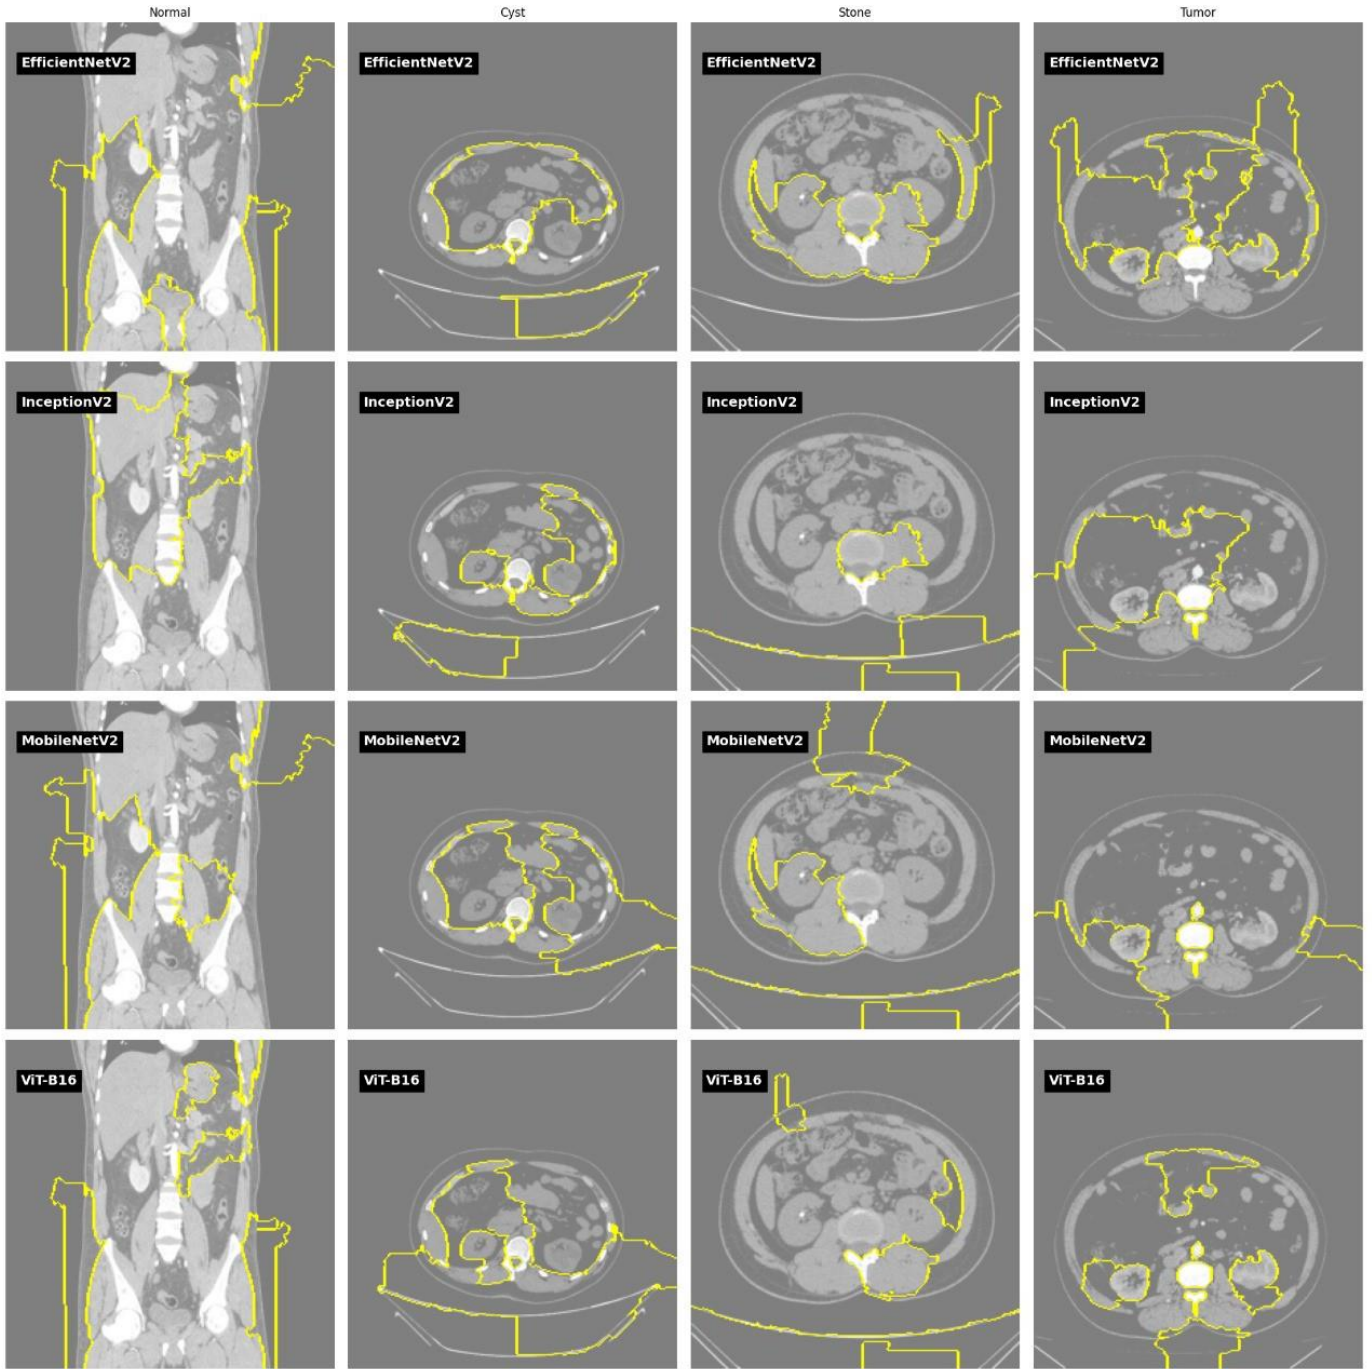 Normal Cyst Stone Tumor
EfficientNetV2 EfficientNetV2 EfficientNetV2 EfficientNetV2
InceptionV2 InceptionV2 InceptionV2 InceptionV2
MobileNetV2 MobileNetV2 MobileNetV2 MobileNetV2
ViT-B16 ViT-B16 ViT-B16 ViT-B16